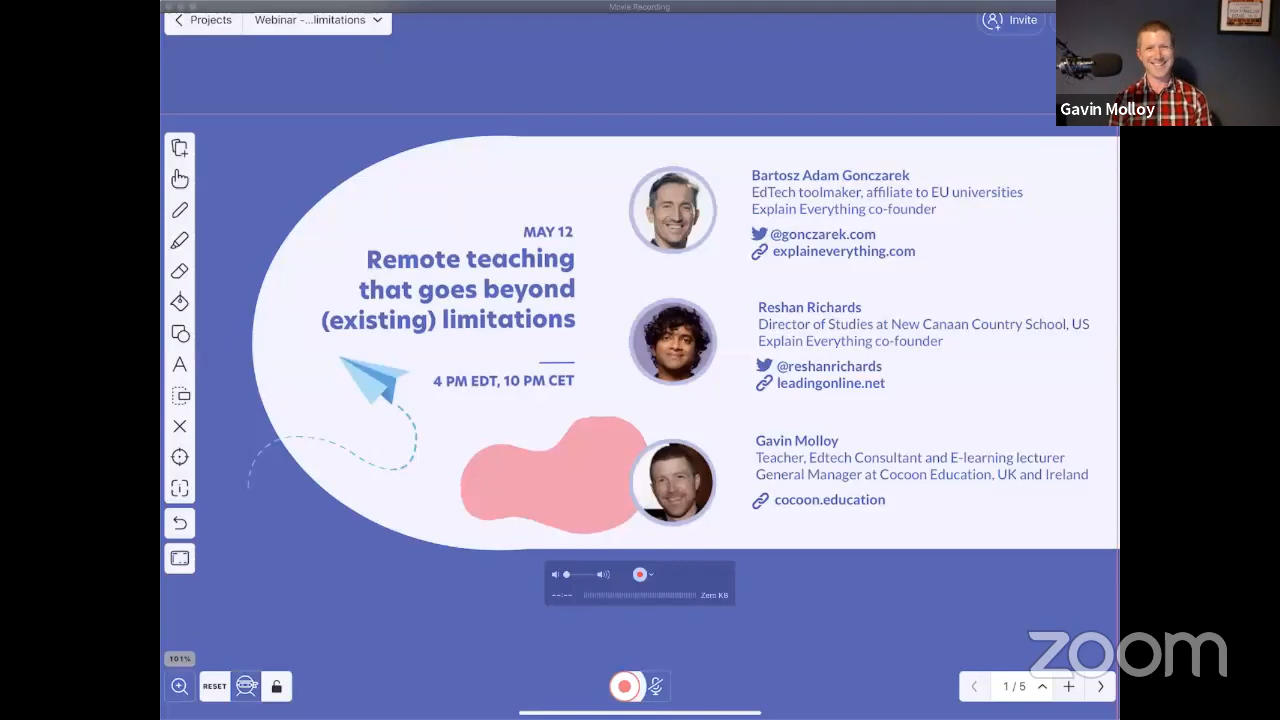 Movie Recording
Projects
Webinar -...limitations
Invite
Gavin Molloy
MAY 12
Remote teaching
that goes beyond
(existing) limitations
4 PM EDT, 10 PM CET
Bartosz Adam Gonczarek
EdTech toolmaker, affiliate to EU universities
Explain Everything co-founder
@gonczarek.com
explaineverything.com
Reshan Richards
Director of Studies at New Canaan Country School, US
Explain Everything co-founder
@reshanrichards
leadingonline.net
Gavin Molloy
Teacher, Edtech Consultant and E-learning lecturer
General Manager at Cocoon Education, UK and Ireland
cocoon.education
--:--
Zero KB
101%
RESET
1 / 5
zoom